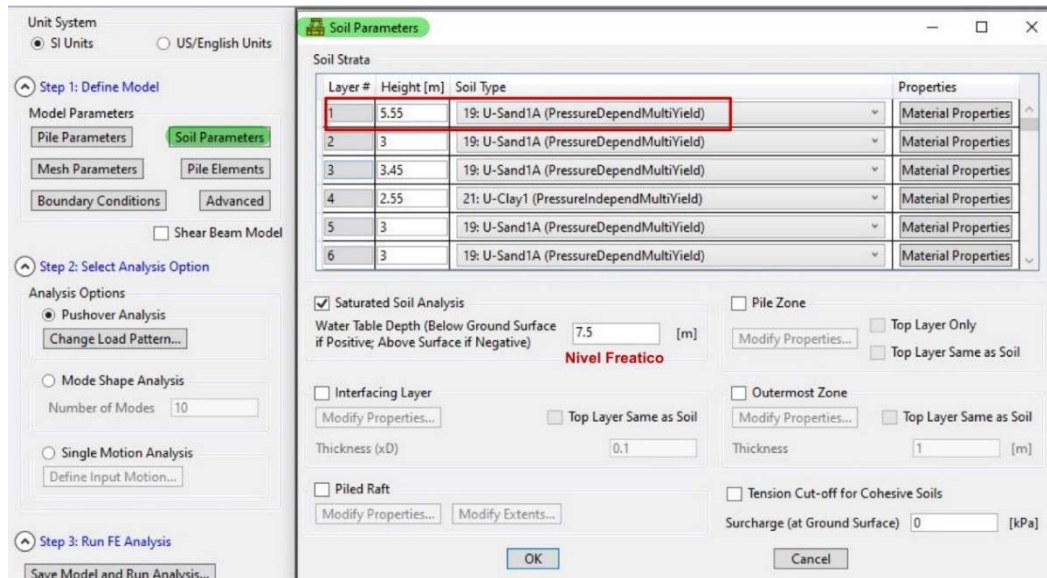 Unit System
SI Units US/English Units
Step 1: Define Model
Model Parameters
Pile Parameters Soil Parameters
Mesh Parameters Pile Elements
Boundary Conditions Advanced
Shear Beam Model
Step 2: Select Analysis Option
Analysis Options
Pushover Analysis
Change Load Pattern...
Mode Shape Analysis
Number of Modes 10
Single Motion Analysis
Define Input Motion...
Step 3: Run FE Analysis
Save Model and Run Analysis...
Soil Parameters
Soil Strata
Layer # Height [m] Soil Type Properties
1 5.55 19: U-Sand1A (PressureDependMultiYield) Material Properties
2 3 19: U-Sand1A (PressureDependMultiYield) Material Properties
3 3.45 19: U-Sand1A (PressureDependMultiYield) Material Properties
4 2.55 21: U-Clay1 (PressureIndependMultiYield) Material Properties
5 3 19: U-Sand1A (PressureDependMultiYield) Material Properties
6 3 19: U-Sand1A (PressureDependMultiYield) Material Properties
Saturated Soil Analysis
Water Table Depth (Below Ground Surface
if Positive; Above Surface if Negative) 7.5 [m]
Nivel Freatico
Pile Zone
Modify Properties... Top Layer Only
Top Layer Same as Soil
Interfacing Layer
Modify Properties... Top Layer Same as Soil
Thickness (xD) 0.1
Outermost Zone
Modify Properties... Top Layer Same as Soil
Thickness 1 [m]
Piled Raft
Modify Properties... Modify Extents...
Tension Cut-off for Cohesive Soils
Surcharge (at Ground Surface) 0 [kPa]
OK Cancel